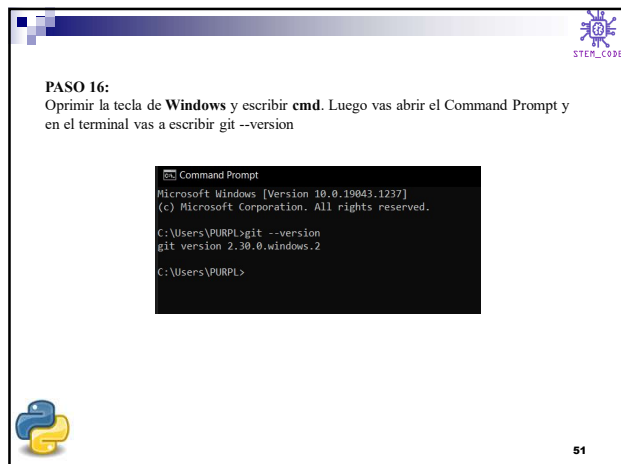 STEM_CODE
PASO 16:
Oprimir la tecla de Windows y escribir cmd. Luego vas abrir el Command Prompt y
en el terminal vas a escribir git --version
Command Prompt
Microsoft Windows [Version 10.0.19043.1237]
(c) Microsoft Corporation. All rights reserved.
C:\Users\PURPL>git --version
git version 2.30.0.windows.2
C:\Users\PURPL>
51